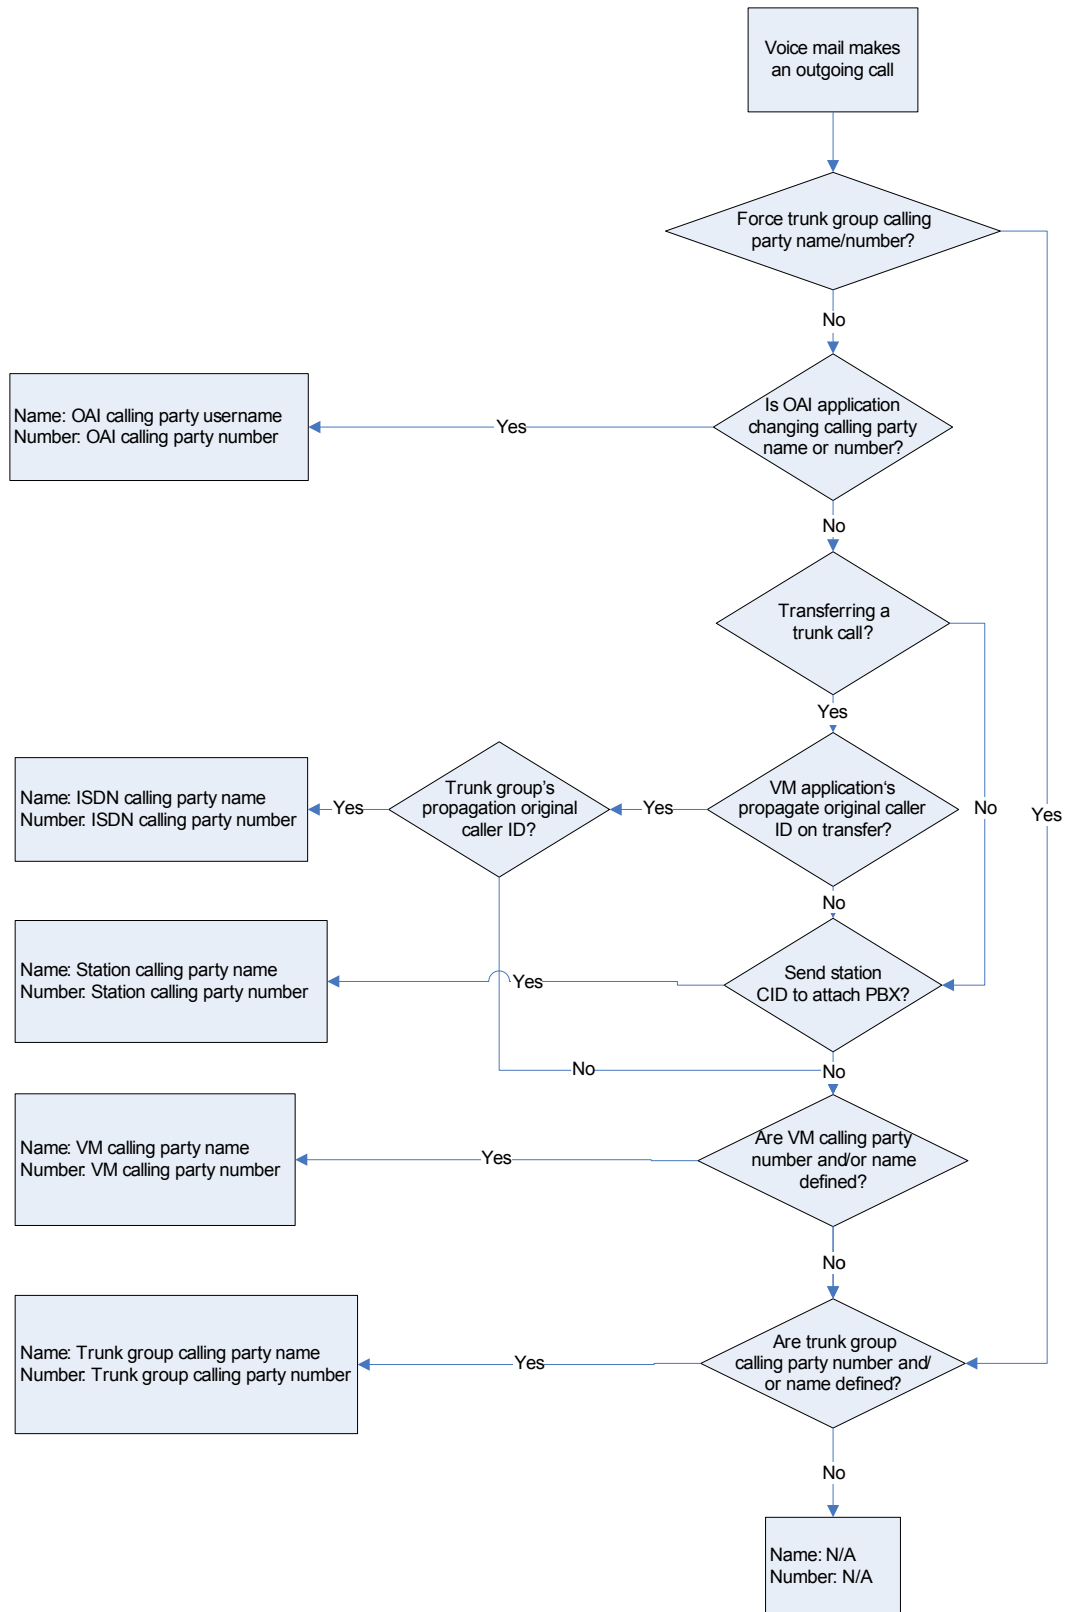 Voice mail makes
an outgoing call
Force trunk group calling
party name/number?
No
Yes
Is OAI application
changing calling party
name or number?
Yes
Name: OAI calling party username
Number: OAI calling party number
No
Transferring a
trunk call?
Yes
No
VM application‘s
propagate original caller
ID on transfer?
Yes
Trunk group’s
propagation original
caller ID?
Yes
Name: ISDN calling party name
Number: ISDN calling party number
No
Send station
CID to attach PBX?
Yes
Name: Station calling party name
Number: Station calling party number
No
No
Are VM calling party
number and/or name
defined?
Yes
Name: VM calling party name
Number: VM calling party number
No
Are trunk group
calling party number and/
or name defined?
Yes
Name: Trunk group calling party name
Number: Trunk group calling party number
No
Name: N/A
Number: N/A